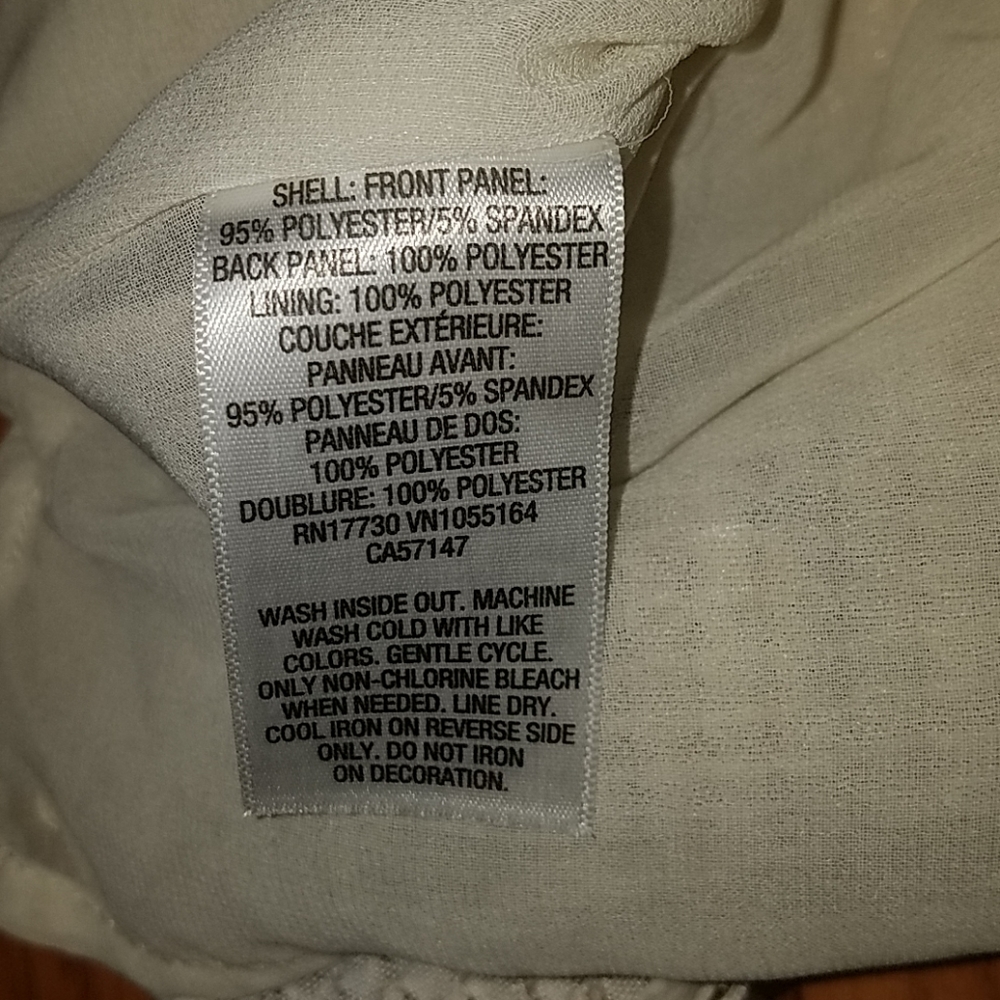 SHELL: FRONT PANEL:
95% POLYESTER/5% SPANDEX
BACK PANEL: 100% POLYESTER
LINING: 100% POLYESTER
COUCHE EXTÉRIEURE:
PANNEAU AVANT:
95% POLYESTER/5% SPANDEX
PANNEAU DE DOS:
100% POLYESTER
DOUBLURE: 100% POLYESTER
RN17730 VN1055164
CA57147
WASH INSIDE OUT. MACHINE
WASH COLD WITH LIKE
COLORS. GENTLE CYCLE.
ONLY NON-CHLORINE BLEACH
WHEN NEEDED. LINE DRY.
COOL IRON ON REVERSE SIDE
ONLY. DO NOT IRON
ON DECORATION.